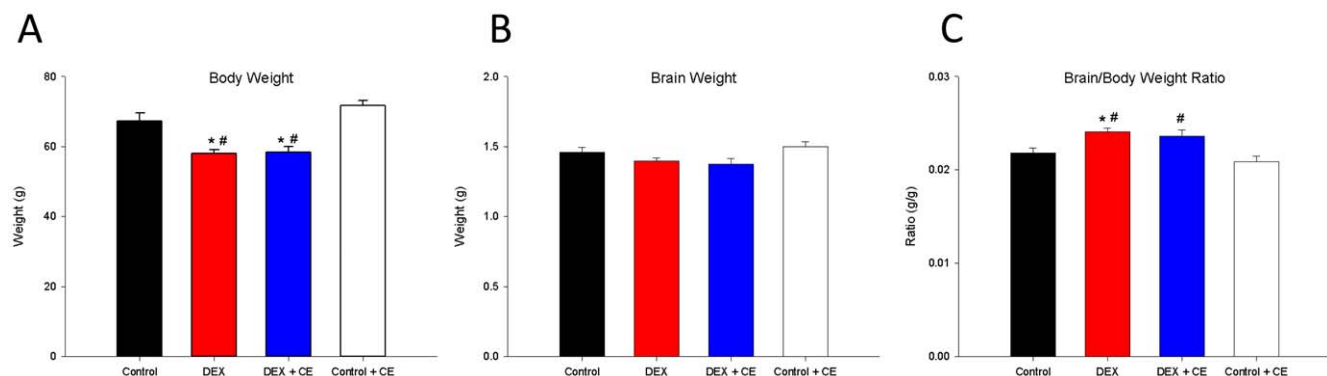 A
Body Weight
80
60
40
20
0
Weight (g)
* #
* #
Control DEX DEX + CE Control + CE
B
Brain Weight
2.0
1.5
1.0
0.5
0.0
Weight (g)
Control DEX DEX + CE Control + CE
C
Brain/Body Weight Ratio
0.03
0.02
0.01
0.00
Ratio (g/g)
* #
#
Control DEX DEX + CE Control + CE